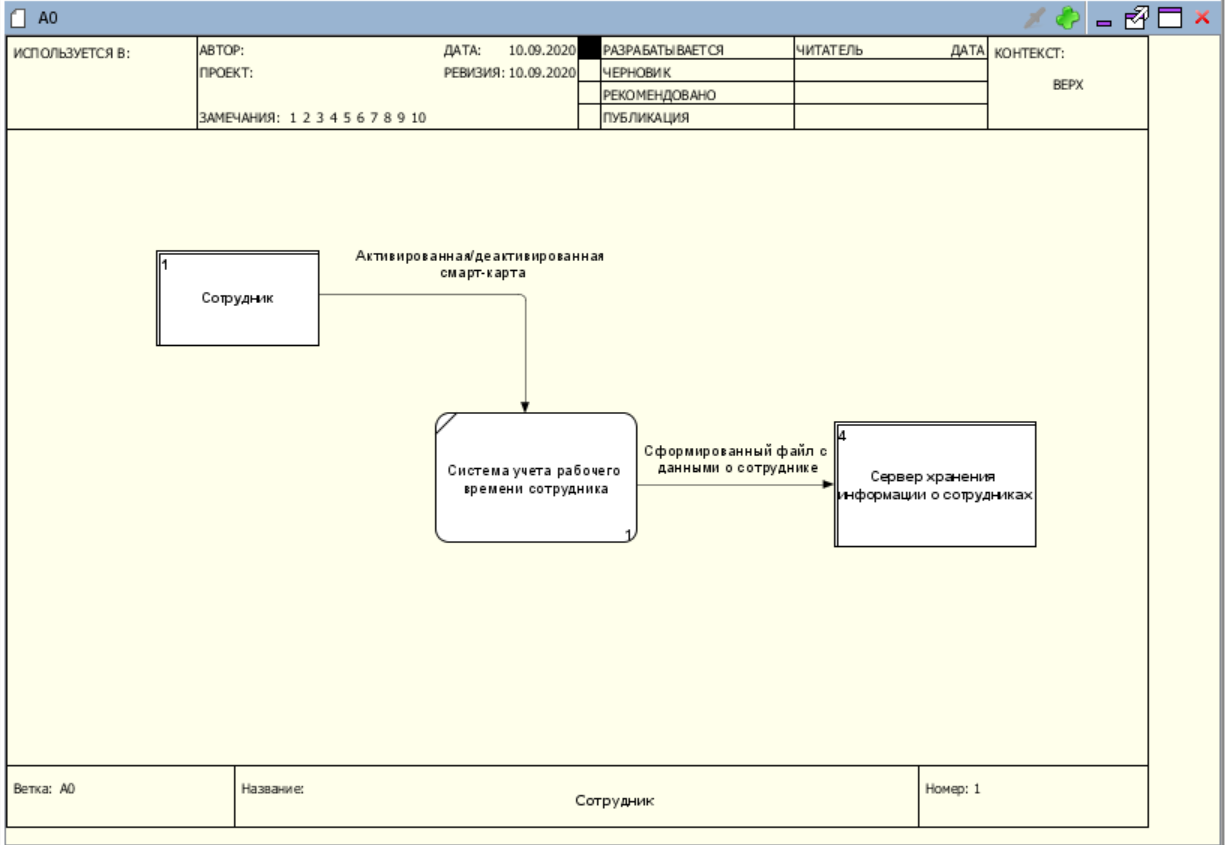 A0
ИСПОЛЬЗУЕТСЯ В:
АВТОР:
ДАТА: 10.09.2020
ПРОЕКТ:
РЕВИЗИЯ: 10.09.2020
ЗАМЕЧАНИЯ: 1 2 3 4 5 6 7 8 9 10
РАЗРАБАТЫВАЕТСЯ
ЧЕРНОВИК
РЕКОМЕНДОВАНО
ПУБЛИКАЦИЯ
ЧИТАТЕЛЬ
ДАТА
КОНТЕКСТ:
ВЕРХ
1
Сотрудник
Активированная/деактивированная
смарт-карта
Система учета рабочего
времени сотрудника
1
Сформированный файл с
данными о сотруднике
4
Сервер хранения
информации о сотрудниках
Ветка: A0
Название:
Сотрудник
Номер: 1